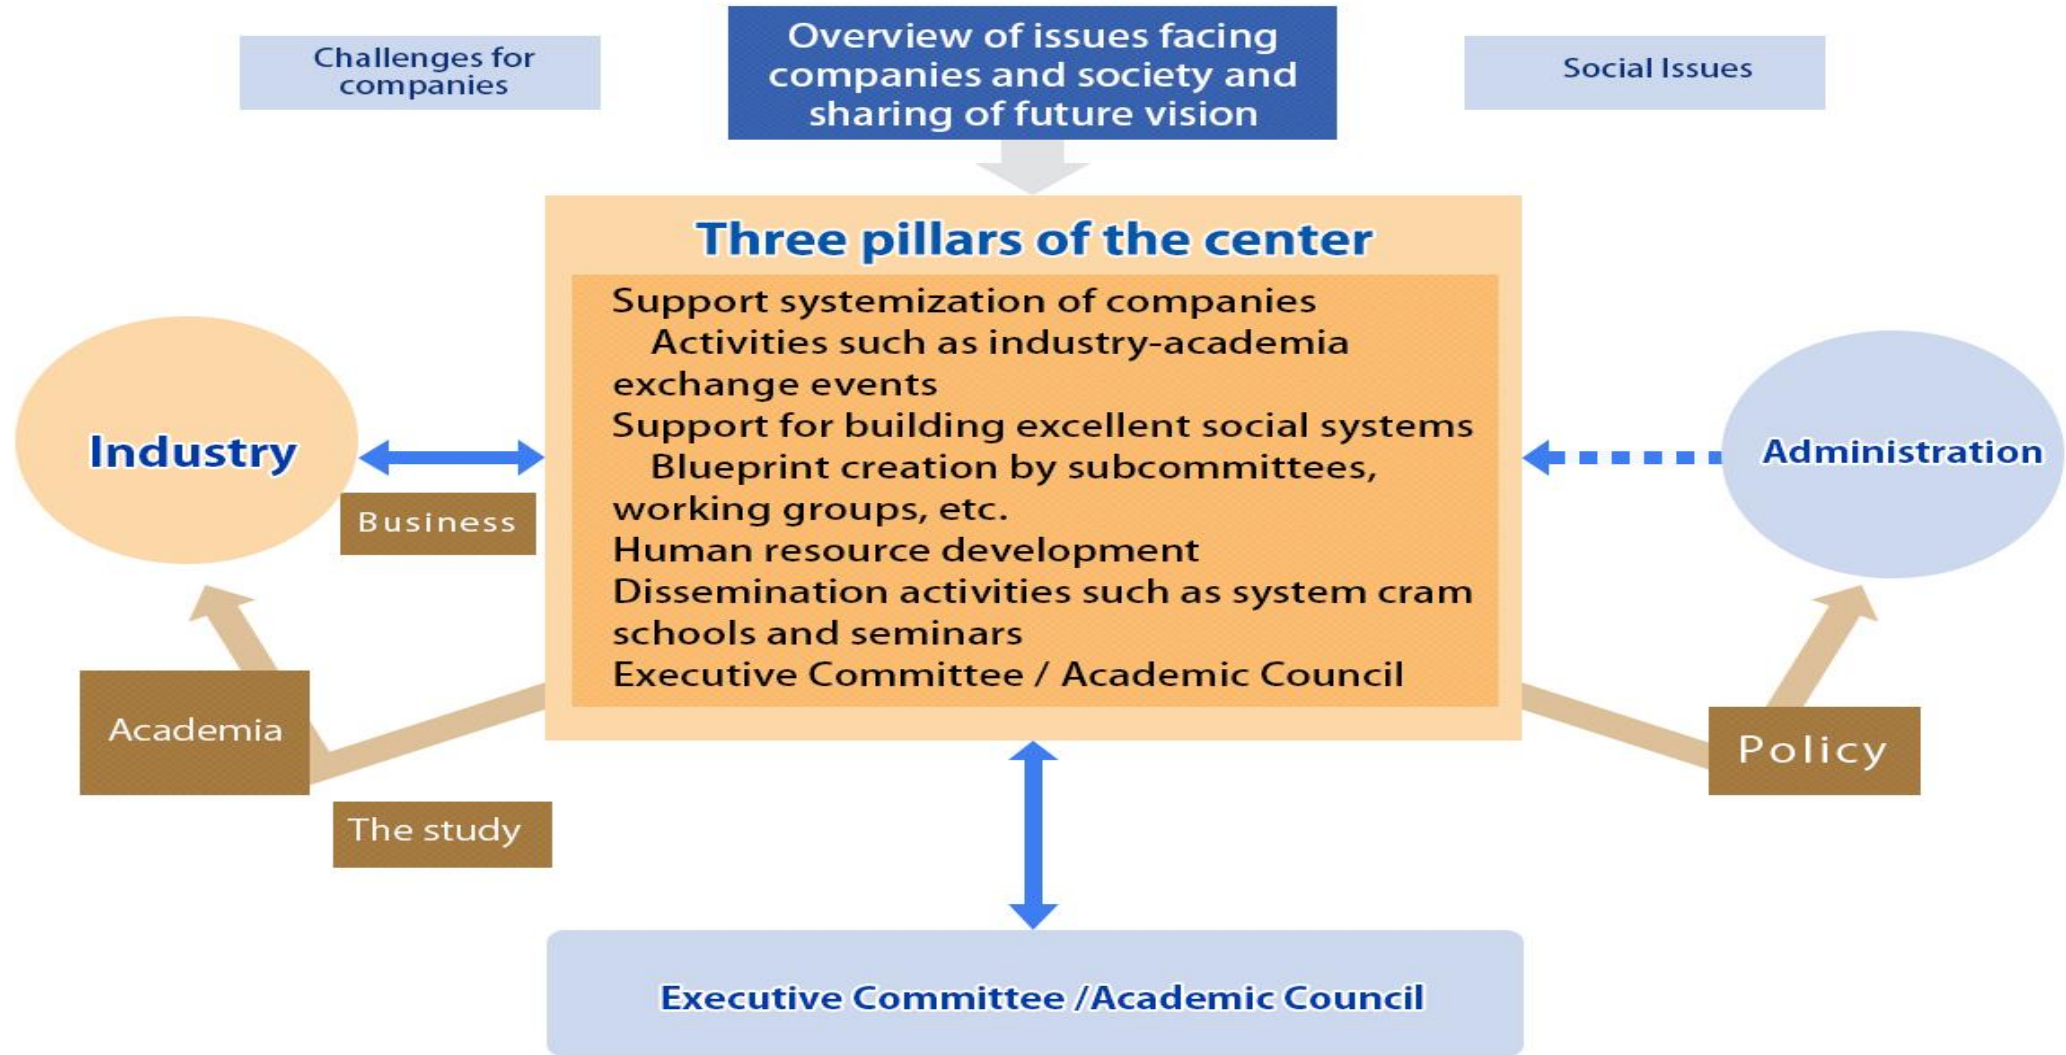 Challenges for
companies
Overview of issues facing
companies and society and
sharing of future vision
Social Issues
Three pillars of the center
Support systemization of companies
Activities such as industry-academia
exchange events
Support for building excellent social systems
Blueprint creation by subcommittees,
working groups, etc.
Human resource development
Dissemination activities such as system cram
schools and seminars
Executive Committee / Academic Council
Industry
Business
Administration
Academia
The study
Policy
Executive Committee /Academic Council